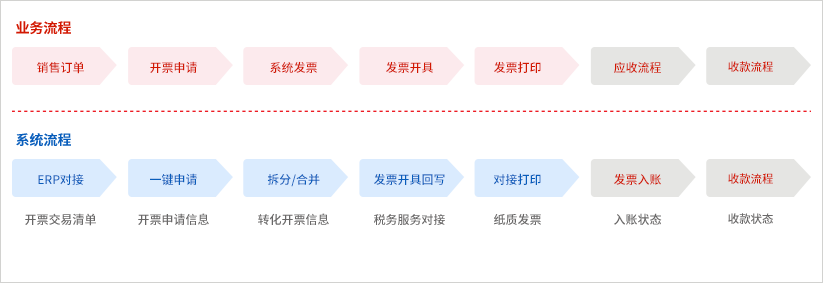 业务流程
销售订单 开票申请 系统发票 发票开具 发票打印 应收流程 收款流程
系统流程
ERP对接 一键申请 拆分/合并 发票开具回写 对接打印 发票入账 收款流程
开票交易清单 开票申请信息 转化开票信息 税务服务对接 纸质发票 入账状态 收款状态